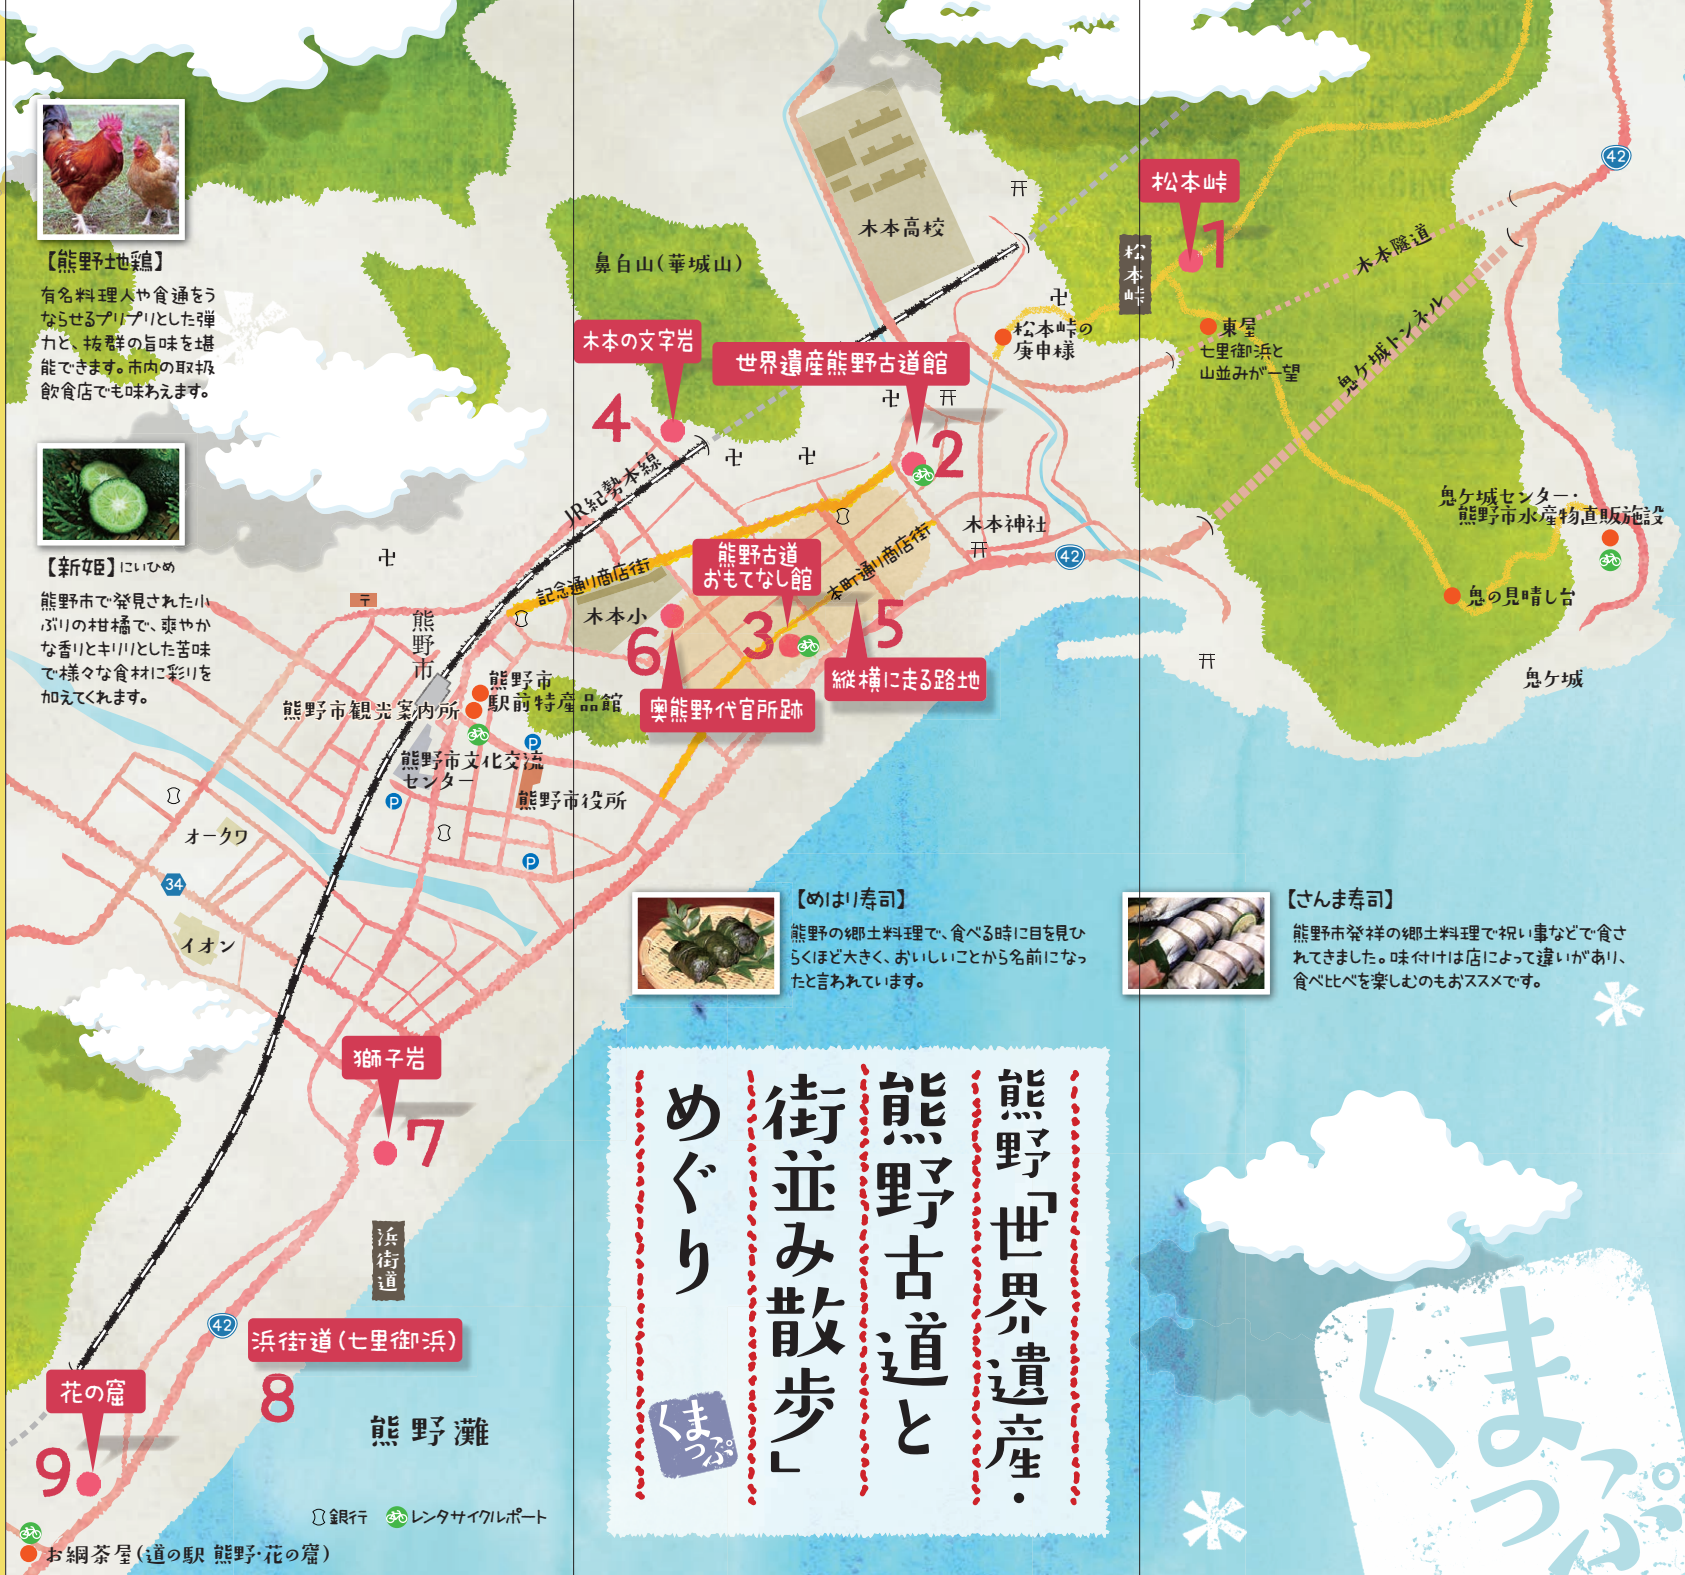 熊野「世界遺産・
熊野古道と
街並み散歩」
めぐり
くまっぷ
【熊野地鶏】
有名料理人や食通をう
ならせるプリプリとした弾
力と、抜群の旨味を堪
能できます。市内の取扱
飲食店でも味わえます。
【新姫】にいひめ
熊野市で発見された小
ぶりの柑橘で、爽やか
な香りとキリリとした苦味
で様々な食材に彩りを
加えてくれます。
鼻白山(華城山)
木本高校
42
松本峠
1
松本峠
木本隧道
鬼ケ城トンネル
東屋
七里御浜と
山並みが一望
松本峠の
庚申様
木本の文字岩
4
世界遺産熊野古道館
2
JR紀勢本線
記念通り商店街
本町通り商店街
木本神社
42
鬼ケ城センター・
熊野市水産物直販施設
鬼の見晴し台
鬼ケ城
熊野古道
おもてなし館
3
縦横に走る路地
5
木本小
6
奥熊野代官所跡
〒
熊野市
熊野市
駅前特産品館
熊野市観光案内所
熊野市文化交流
センター
熊野市役所
P
P
P
オークワ
34
イオン
【めはり寿司】
熊野の郷土料理で、食べる時に目を見ひ
らくほど大きく、おいしいことから名前になっ
たと言われています。
【さんま寿司】
熊野市発祥の郷土料理で祝い事などで食さ
れてきました。味付けは店によって違いがあり、
食べ比べを楽しむのもおススメです。
獅子岩
7
浜街道
42
浜街道(七里御浜)
8
花の窟
9
熊野灘
銀行
レンタサイクルポート
お綱茶屋(道の駅 熊野・花の窟)
くまっぷ